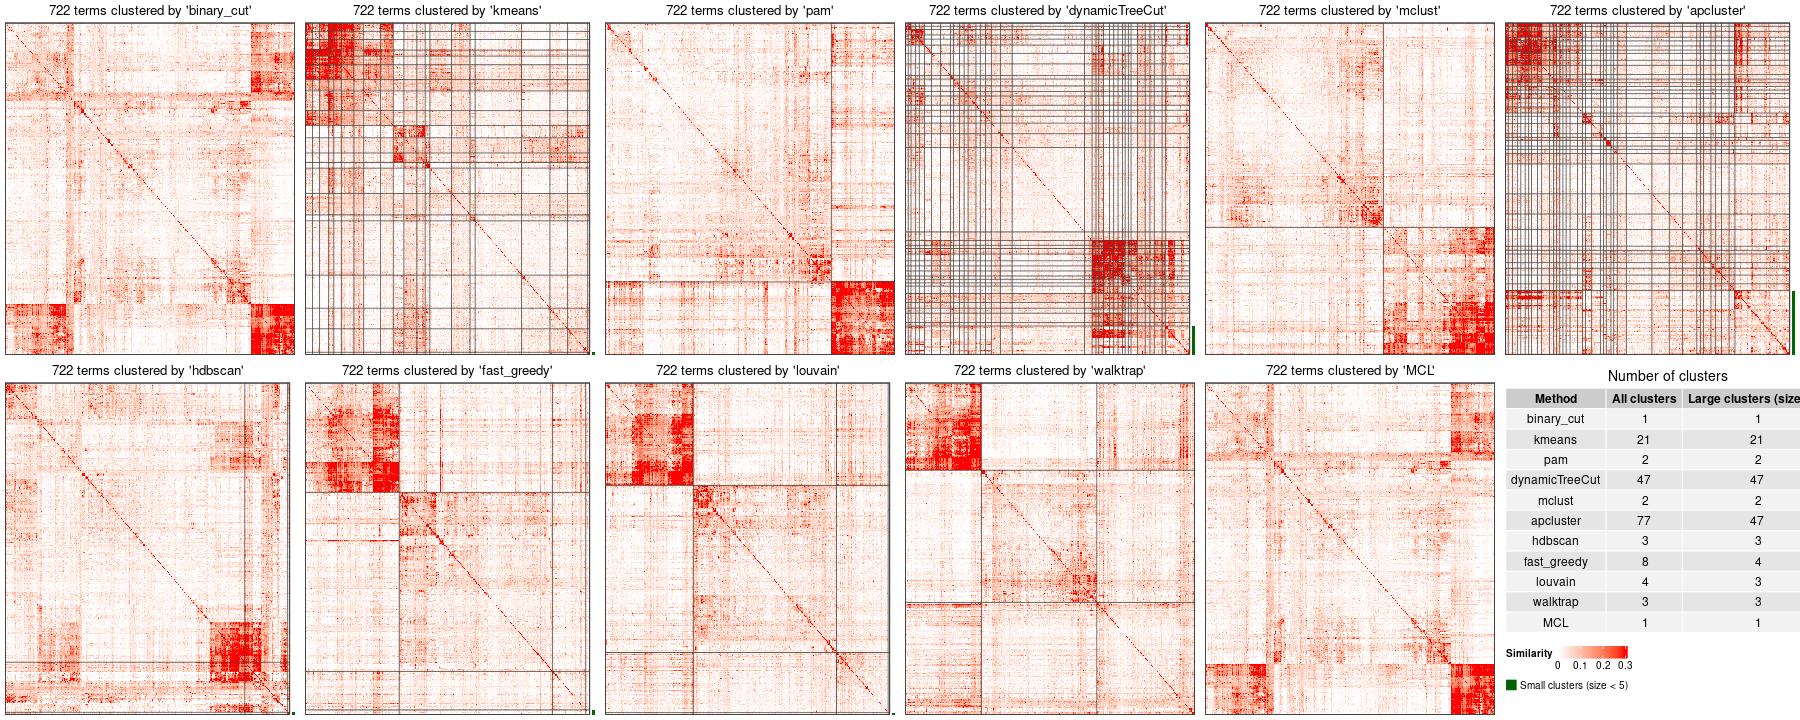 722 terms clustered by 'binary_cut'
722 terms clustered by 'kmeans'
722 terms clustered by 'pam'
722 terms clustered by 'dynamicTreeCut'
722 terms clustered by 'mclust'
722 terms clustered by 'apcluster'
722 terms clustered by 'hdbscan'
722 terms clustered by 'fast_greedy'
722 terms clustered by 'louvain'
722 terms clustered by 'walktrap'
722 terms clustered by 'MCL'
Number of clusters
Method All clusters Large clusters (size
binary_cut 1 1
kmeans 21 21
pam 2 2
dynamicTreeCut 47 47
mclust 2 2
apcluster 77 47
hdbscan 3 3
fast_greedy 8 4
louvain 4 3
walktrap 3 3
MCL 1 1
Similarity
0 0.1 0.2 0.3
Small clusters (size < 5)